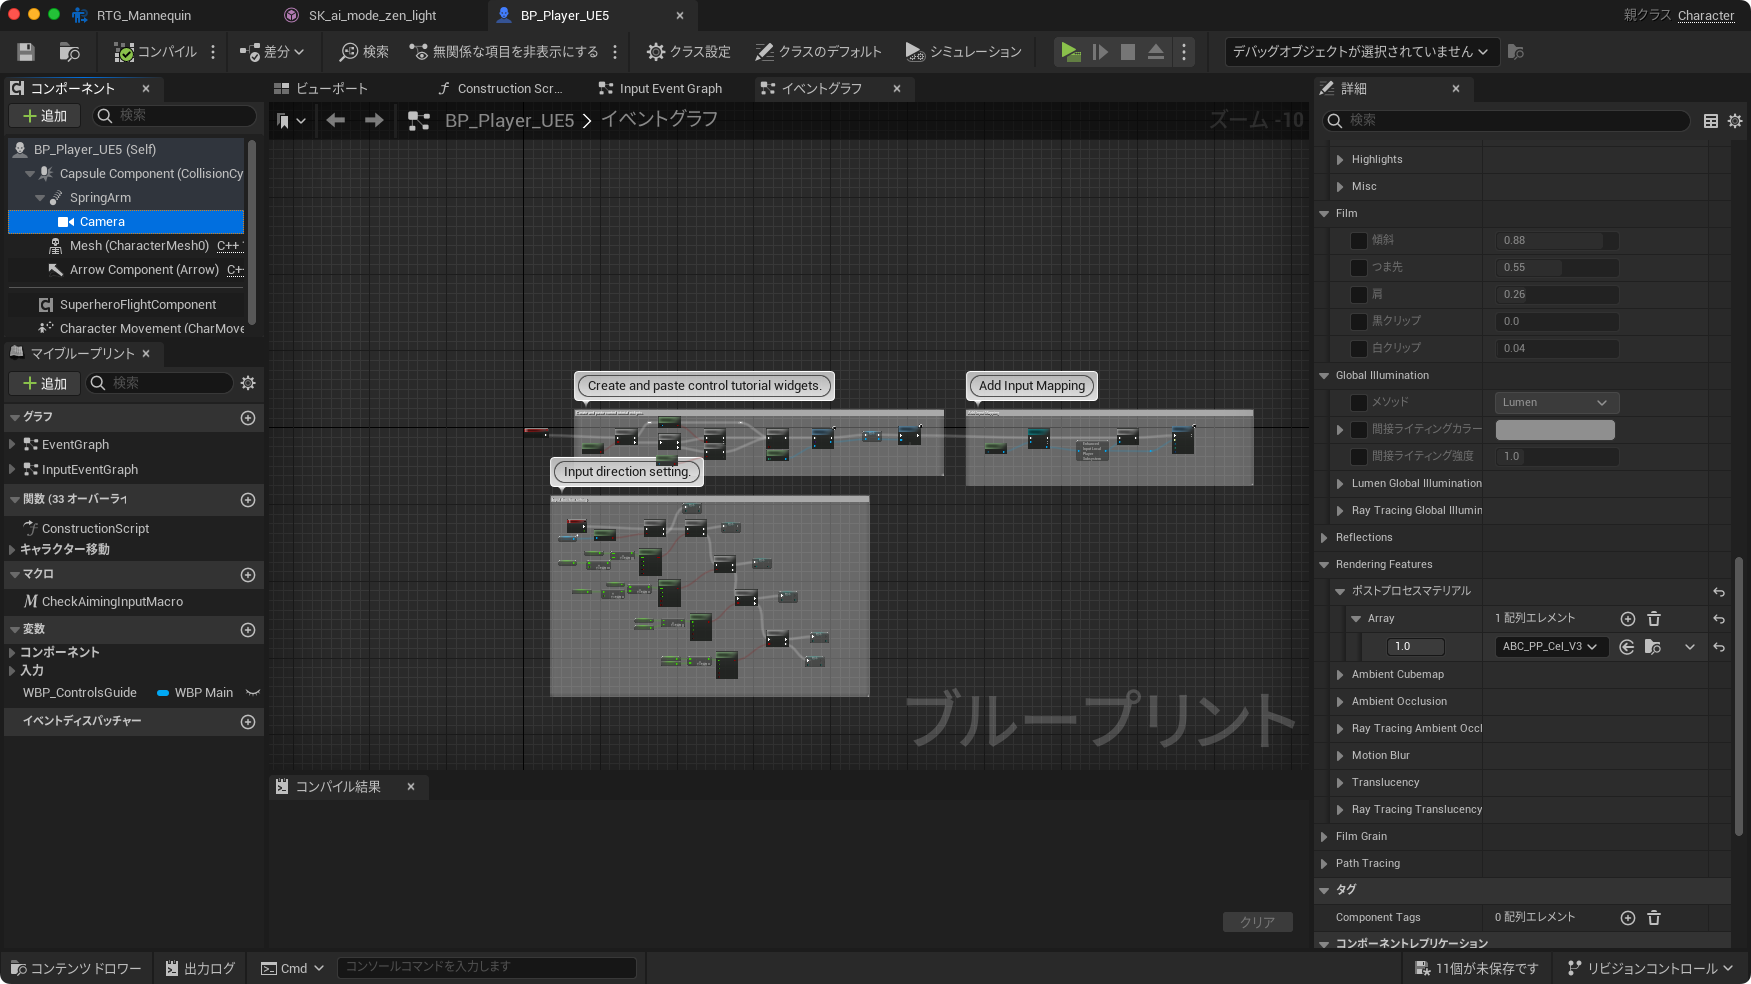 RTG_Mannequin
SK_ai_mode_zen_light
BP_Player_UE5
親クラス Character
コンパイル
差分
検索
無関係な項目を非表示にする
クラス設定
クラスのデフォルト
シミュレーション
デバッグオブジェクトが選択されていません
コンポーネント
追加
検索
BP_Player_UE5 (Self)
Capsule Component (CollisionCy
SpringArm
Camera
Mesh (CharacterMesh0) C++
Arrow Component (Arrow) C+
SuperheroFlightComponent
Character Movement (CharMove
マイブループリント
追加
検索
グラフ
EventGraph
InputEventGraph
関数 (33 オーバーライ
ConstructionScript
キャラクター移動
マクロ
CheckAimingInputMacro
変数
コンポーネント
入力
WBP_ControlsGuide WBP Main
イベントディスパッチャー
ビューポート
Construction Scr...
Input Event Graph
イベントグラフ
BP_Player_UE5 > イベントグラフ
ズーム -10
Create and paste control tutorial widgets.
Add Input Mapping
Input direction setting.
ブループリント
コンパイル結果
クリア
詳細
検索
Highlights
Misc
Film
傾斜 0.88
つま先 0.55
肩 0.26
黒クリップ 0.0
白クリップ 0.04
Global Illumination
メソッド Lumen
間接ライティングカラー
間接ライティング強度 1.0
Lumen Global Illumination
Ray Tracing Global Illumin
Reflections
Rendering Features
ポストプロセスマテリアル
Array 1 配列エレメント
1.0 ABC_PP_Cel_V3
Ambient Cubemap
Ambient Occlusion
Ray Tracing Ambient Occl
Motion Blur
Translucency
Ray Tracing Translucency
Film Grain
Path Tracing
タグ
Component Tags 0 配列エレメント
コンポーネントレプリケーション
コンテンツドロワー
出力ログ
Cmd
コンソールコマンドを入力します
11個が未保存です
リビジョンコントロール